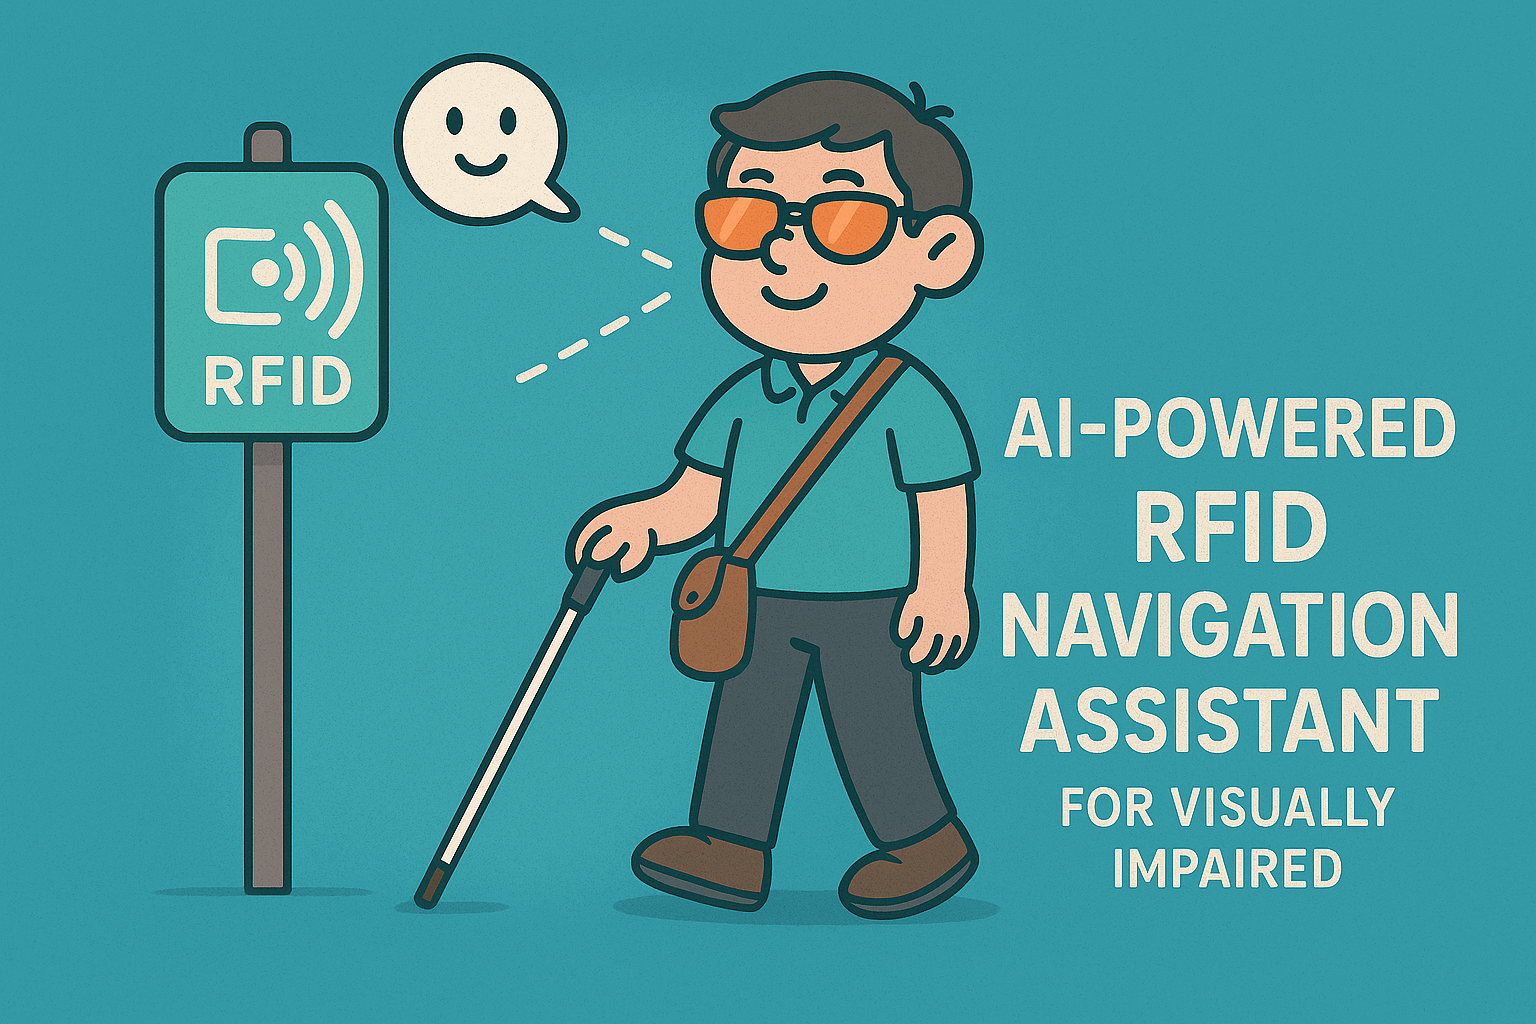 RFID
AI-POWERED
RFID
NAVIGATION
ASSISTANT
FOR VISUALLY
IMPAIRED